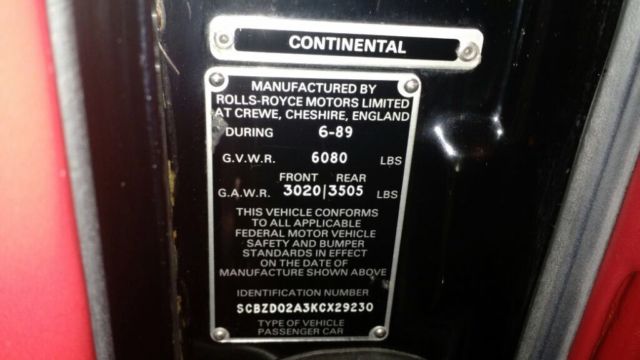 CONTINENTAL
MANUFACTURED BY
ROLLS-ROYCE MOTORS LIMITED
AT CREWE, CHESHIRE, ENGLAND
DURING 6-89
G.V.W.R. 6080 LBS
FRONT REAR
G.A.W.R. 3020|3505 LBS
THIS VEHICLE CONFORMS
TO ALL APPLICABLE
FEDERAL MOTOR VEHICLE
SAFETY AND BUMPER
STANDARDS IN EFFECT
ON THE DATE OF
MANUFACTURE SHOWN ABOVE
IDENTIFICATION NUMBER
SCBZD02A3KCX29230
TYPE OF VEHICLE
PASSENGER CAR